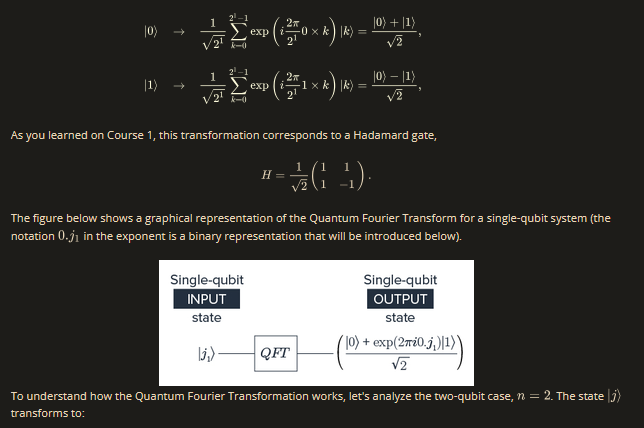 |0⟩ → 1/√2¹ ∑_{k=0}^{2¹−1} exp(i 2π/2¹ 0 × k) |k⟩ = (|0⟩ + |1⟩)/√2,
|1⟩ → 1/√2¹ ∑_{k=0}^{2¹−1} exp(i 2π/2¹ 1 × k) |k⟩ = (|0⟩ − |1⟩)/√2,
As you learned on Course 1, this transformation corresponds to a Hadamard gate,
H = 1/√2 (1 1; 1 −1).
The figure below shows a graphical representation of the Quantum Fourier Transform for a single-qubit system (the
notation 0.j₁ in the exponent is a binary representation that will be introduced below).
Single-qubit
INPUT
state
Single-qubit
OUTPUT
state
|j₁⟩
QFT
((|0⟩ + exp(2πi0.j₁)|1⟩)/√2)
To understand how the Quantum Fourier Transformation works, let's analyze the two-qubit case, n = 2. The state |j⟩
transforms to: